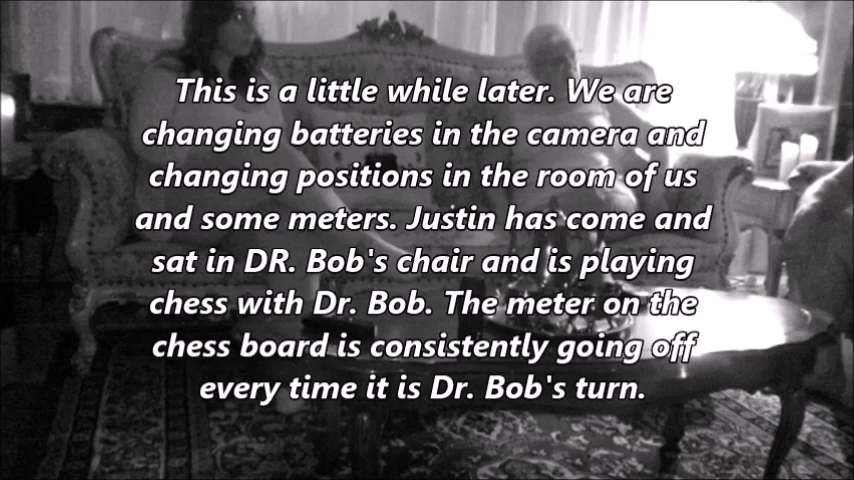 This is a little while later. We are
changing batteries in the camera and
changing positions in the room of us
and some meters. Justin has come and
sat in DR. Bob's chair and is playing
chess with Dr. Bob. The meter on the
chess board is consistently going off
every time it is Dr. Bob's turn.